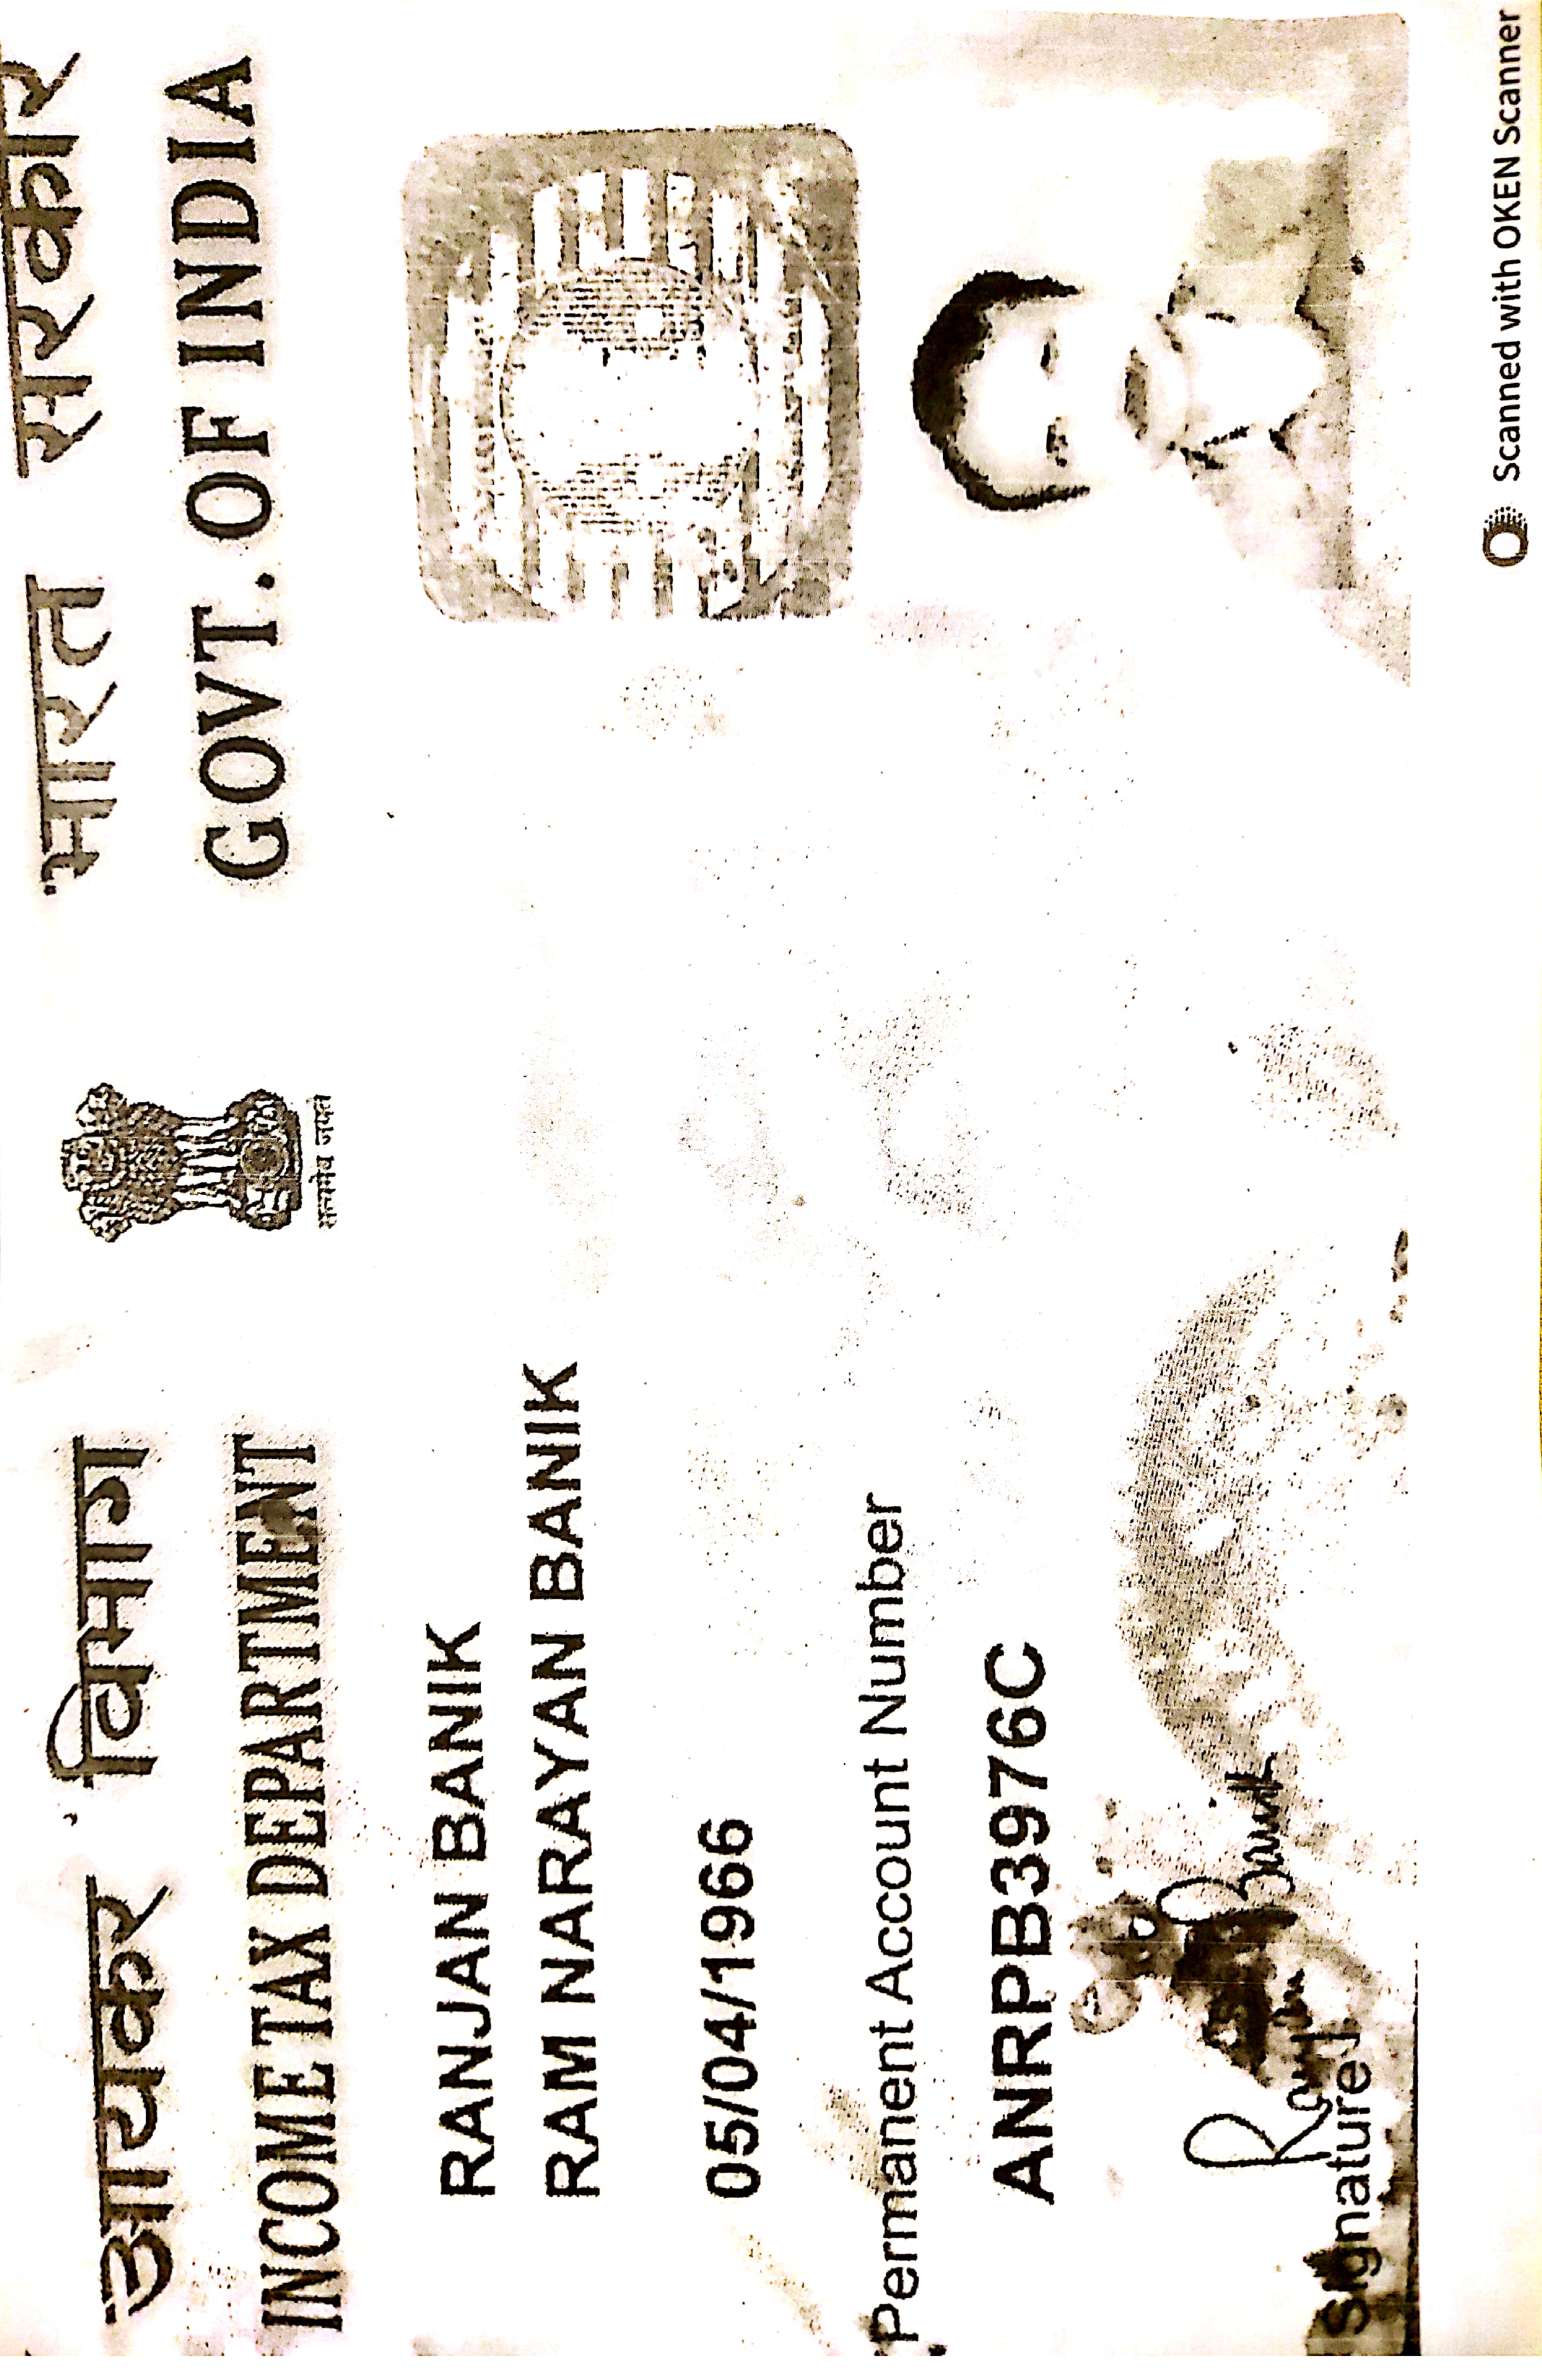 आयकर विभाग
INCOME TAX DEPARTMENT
सत्यमेव जयते
भारत सरकार
GOVT. OF INDIA
RANJAN BANIK
RAM NARAYAN BANIK
05/04/1966
Permanent Account Number
ANRPB3976C
Ranjan Banik
Signature
Scanned with OKEN Scanner